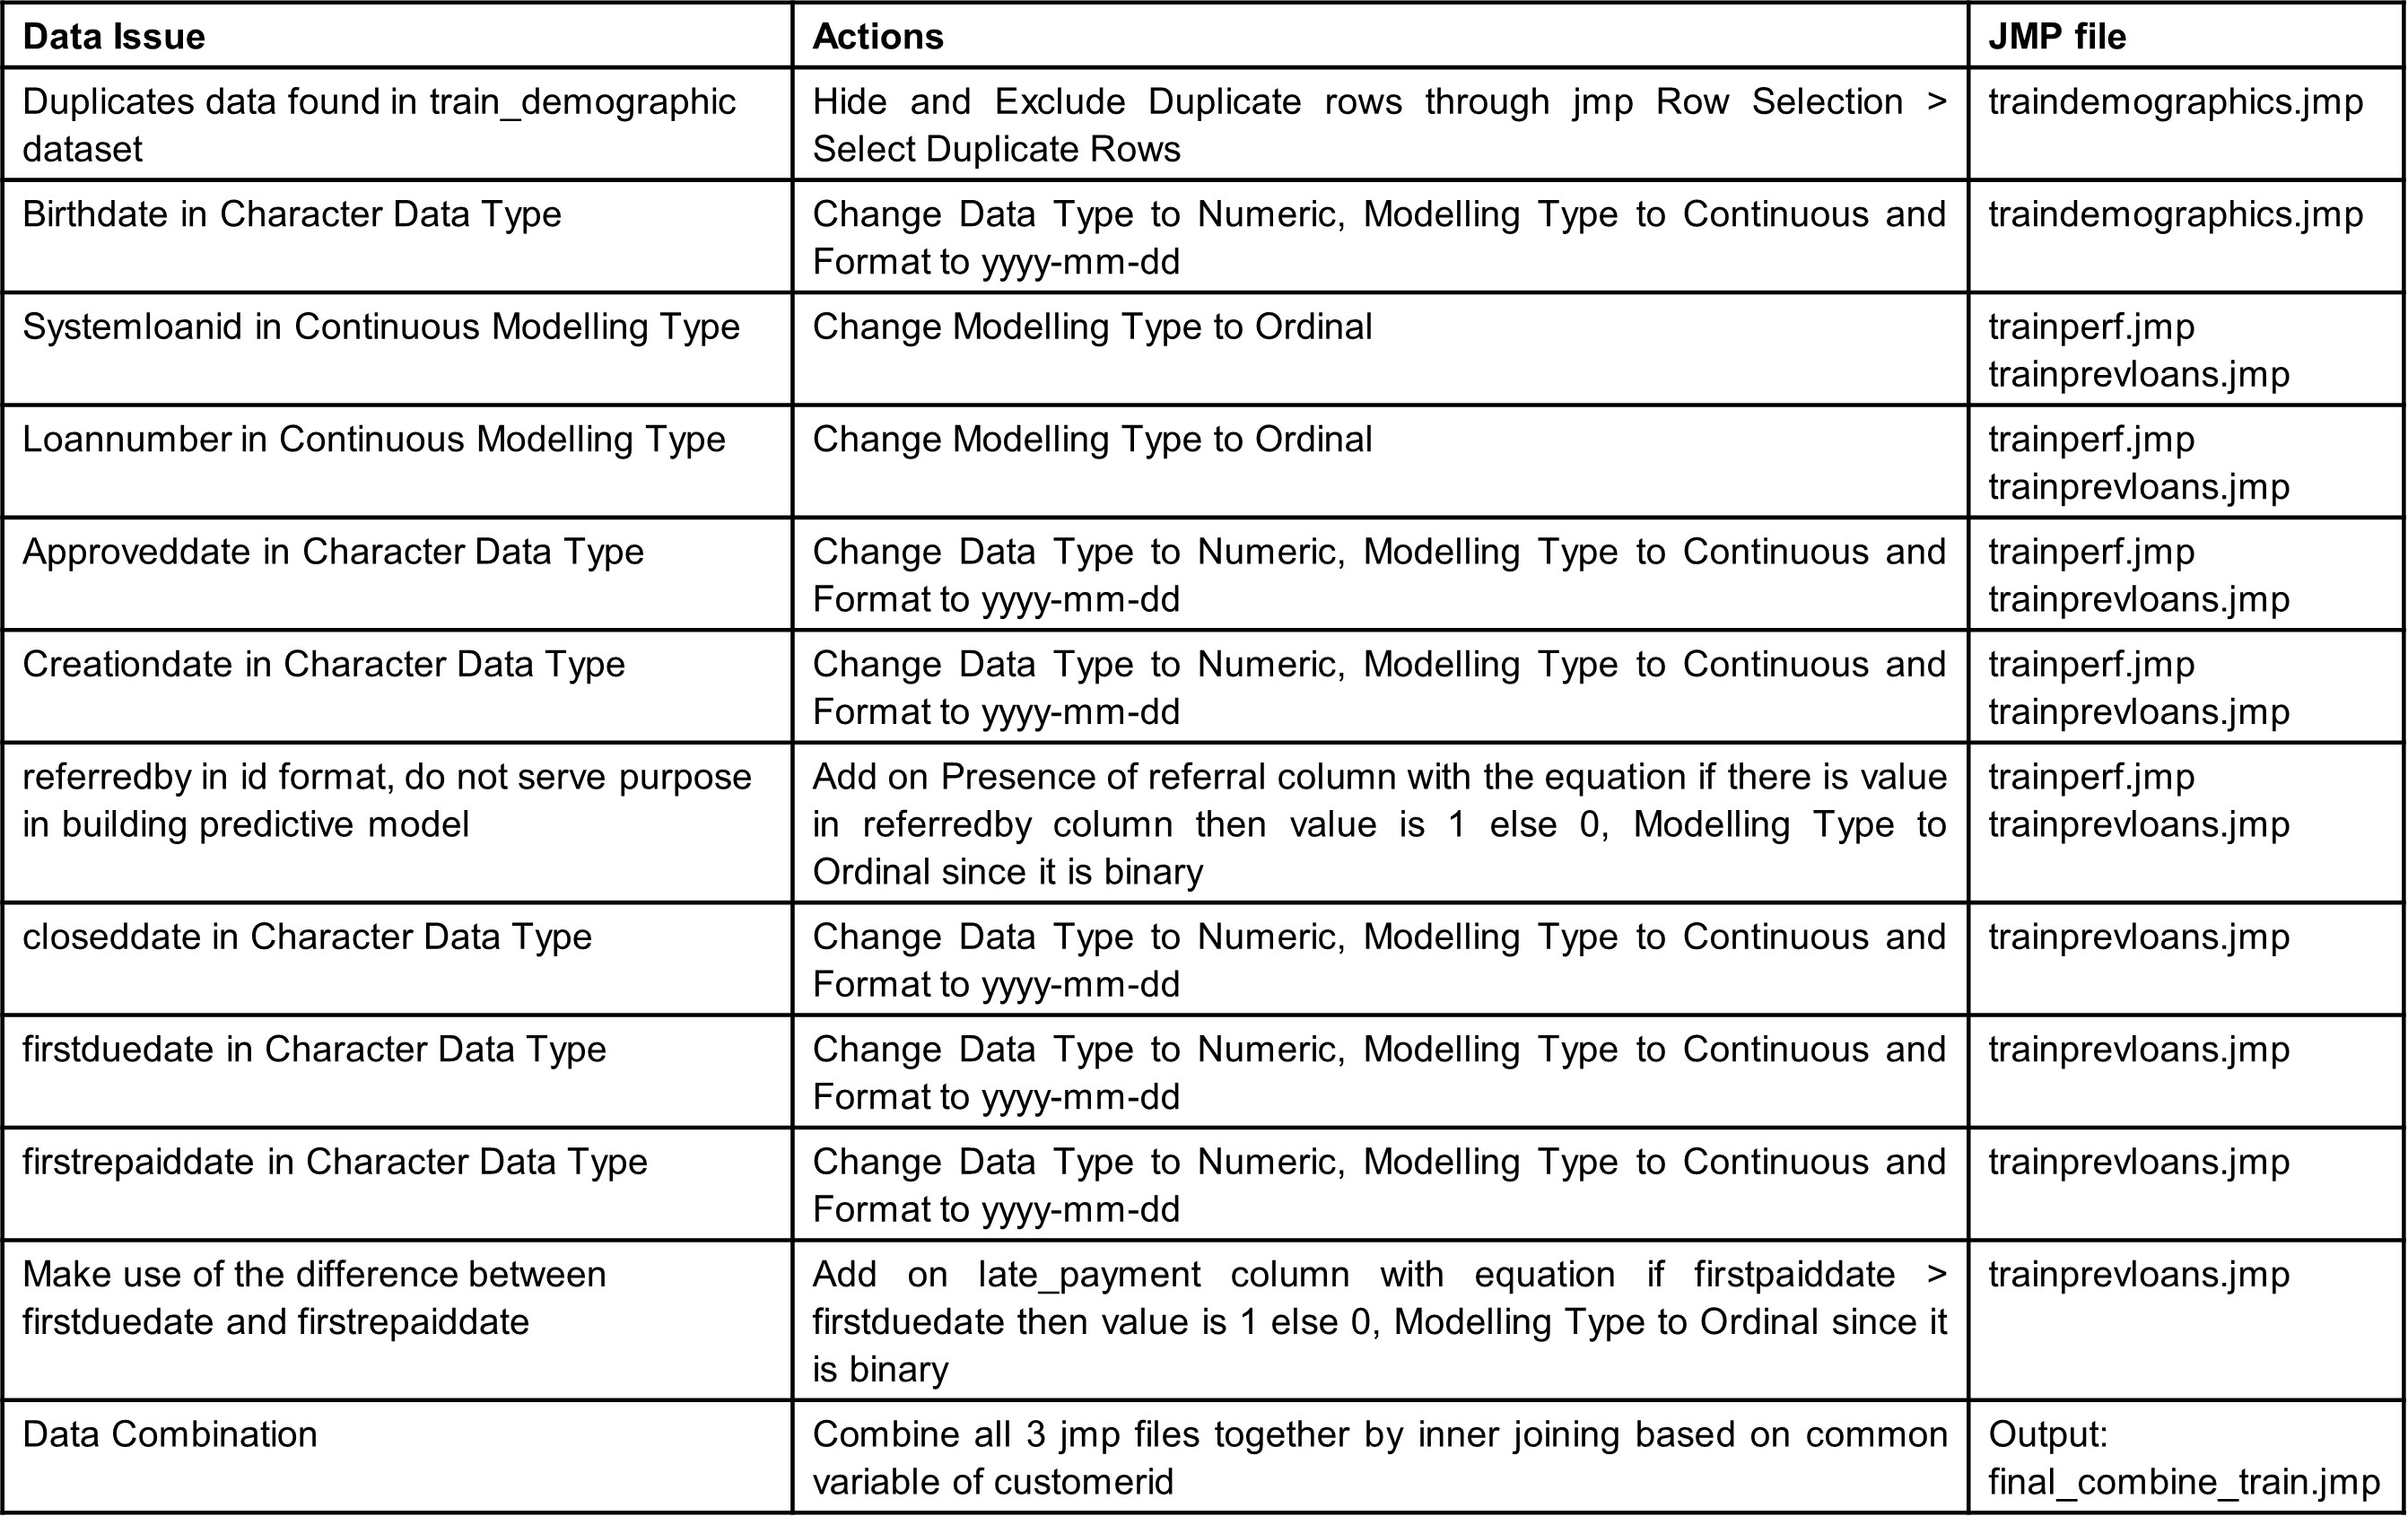 Data Issue
Actions
JMP file
Duplicates data found in train_demographic
dataset
Hide and Exclude Duplicate rows through jmp Row Selection >
Select Duplicate Rows
traindemographics.jmp
Birthdate in Character Data Type
Change Data Type to Numeric, Modelling Type to Continuous and
Format to yyyy-mm-dd
traindemographics.jmp
Systemloanid in Continuous Modelling Type
Change Modelling Type to Ordinal
trainperf.jmp
trainprevloans.jmp
Loannumber in Continuous Modelling Type
Change Modelling Type to Ordinal
trainperf.jmp
trainprevloans.jmp
Approveddate in Character Data Type
Change Data Type to Numeric, Modelling Type to Continuous and
Format to yyyy-mm-dd
trainperf.jmp
trainprevloans.jmp
Creationdate in Character Data Type
Change Data Type to Numeric, Modelling Type to Continuous and
Format to yyyy-mm-dd
trainperf.jmp
trainprevloans.jmp
referredby in id format, do not serve purpose
in building predictive model
Add on Presence of referral column with the equation if there is value
in referredby column then value is 1 else 0, Modelling Type to
Ordinal since it is binary
trainperf.jmp
trainprevloans.jmp
closeddate in Character Data Type
Change Data Type to Numeric, Modelling Type to Continuous and
Format to yyyy-mm-dd
trainprevloans.jmp
firstduedate in Character Data Type
Change Data Type to Numeric, Modelling Type to Continuous and
Format to yyyy-mm-dd
trainprevloans.jmp
firstrepaiddate in Character Data Type
Change Data Type to Numeric, Modelling Type to Continuous and
Format to yyyy-mm-dd
trainprevloans.jmp
Make use of the difference between
firstduedate and firstrepaiddate
Add on late_payment column with equation if firstpaiddate >
firstduedate then value is 1 else 0, Modelling Type to Ordinal since it
is binary
trainprevloans.jmp
Data Combination
Combine all 3 jmp files together by inner joining based on common
variable of customerid
Output:
final_combine_train.jmp